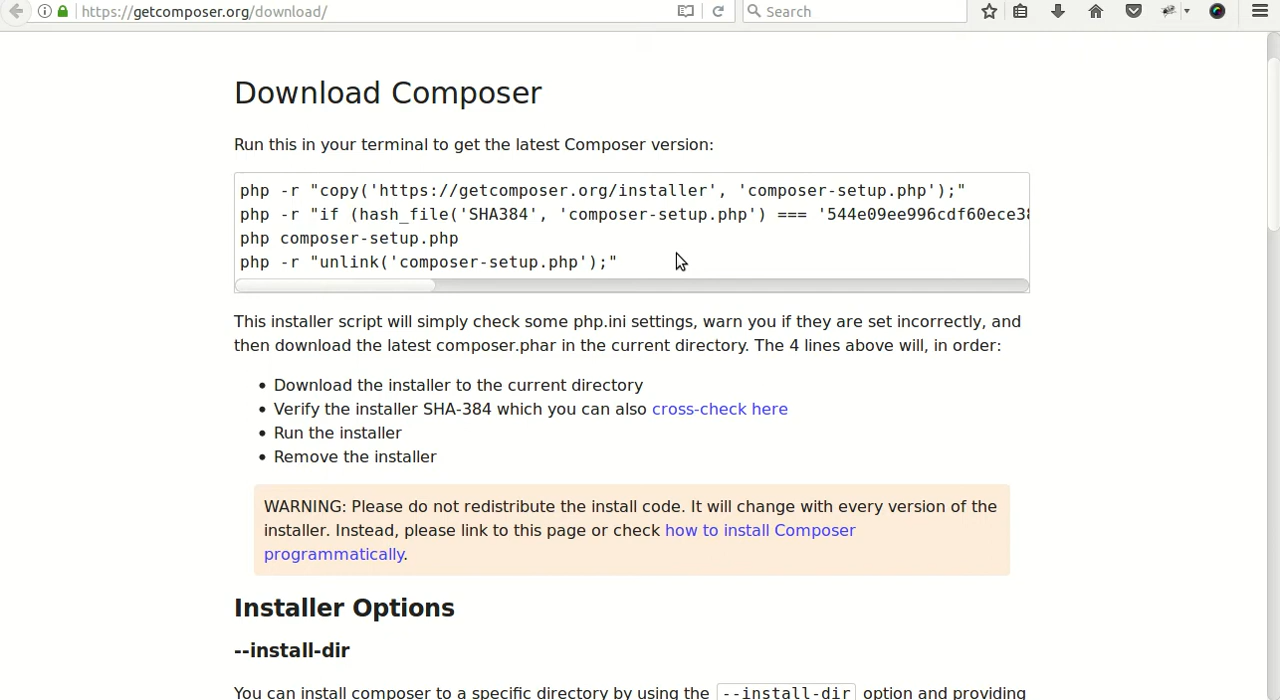 https://getcomposer.org/download/
Search
Download Composer
Run this in your terminal to get the latest Composer version:
php -r "copy('https://getcomposer.org/installer', 'composer-setup.php');"
php -r "if (hash_file('SHA384', 'composer-setup.php') === '544e09ee996cdf60ece38
php composer-setup.php
php -r "unlink('composer-setup.php');"
This installer script will simply check some php.ini settings, warn you if they are set incorrectly, and
then download the latest composer.phar in the current directory. The 4 lines above will, in order:
• Download the installer to the current directory
• Verify the installer SHA-384 which you can also cross-check here
• Run the installer
• Remove the installer
WARNING: Please do not redistribute the install code. It will change with every version of the
installer. Instead, please link to this page or check how to install Composer
programmatically.
Installer Options
--install-dir
You can install composer to a specific directory by using the --install-dir option and providing